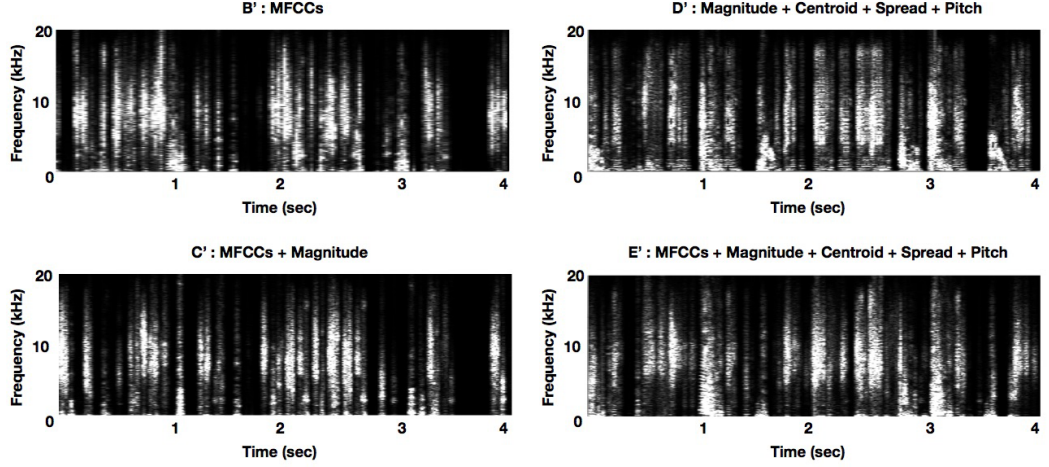 B' : MFCCs
Frequency (kHz)
20
10
0
1
2
3
4
Time (sec)
D' : Magnitude + Centroid + Spread + Pitch
Frequency (kHz)
20
10
0
1
2
3
4
Time (sec)
C' : MFCCs + Magnitude
Frequency (kHz)
20
10
0
1
2
3
4
Time (sec)
E' : MFCCs + Magnitude + Centroid + Spread + Pitch
Frequency (kHz)
20
10
0
1
2
3
4
Time (sec)